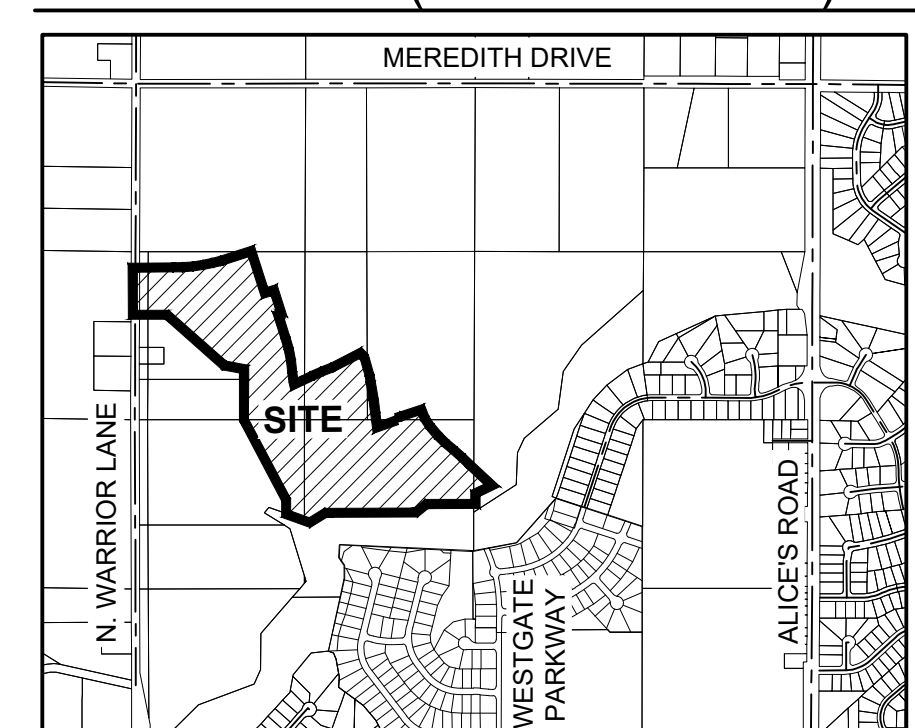 MEREDITH DRIVE
SITE
N. WARRIOR LANE
WESTGATE
PARKWAY
ALICE'S ROAD